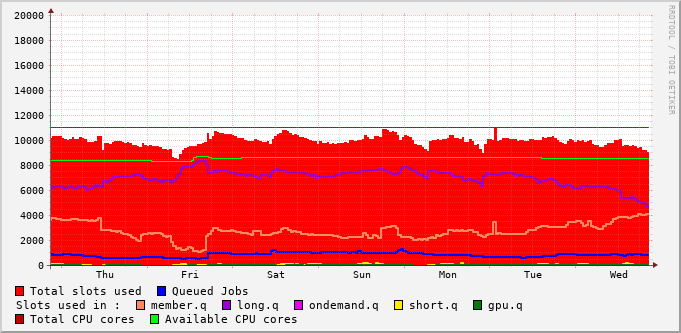 20000
18000
16000
14000
12000
10000
8000
6000
4000
2000
0
Thu Fri Sat Sun Mon Tue Wed
RRDTOOL / TOBI OETIKER
Total slots used Queued Jobs
Slots used in : member.q long.q ondemand.q short.q gpu.q
Total CPU cores Available CPU cores